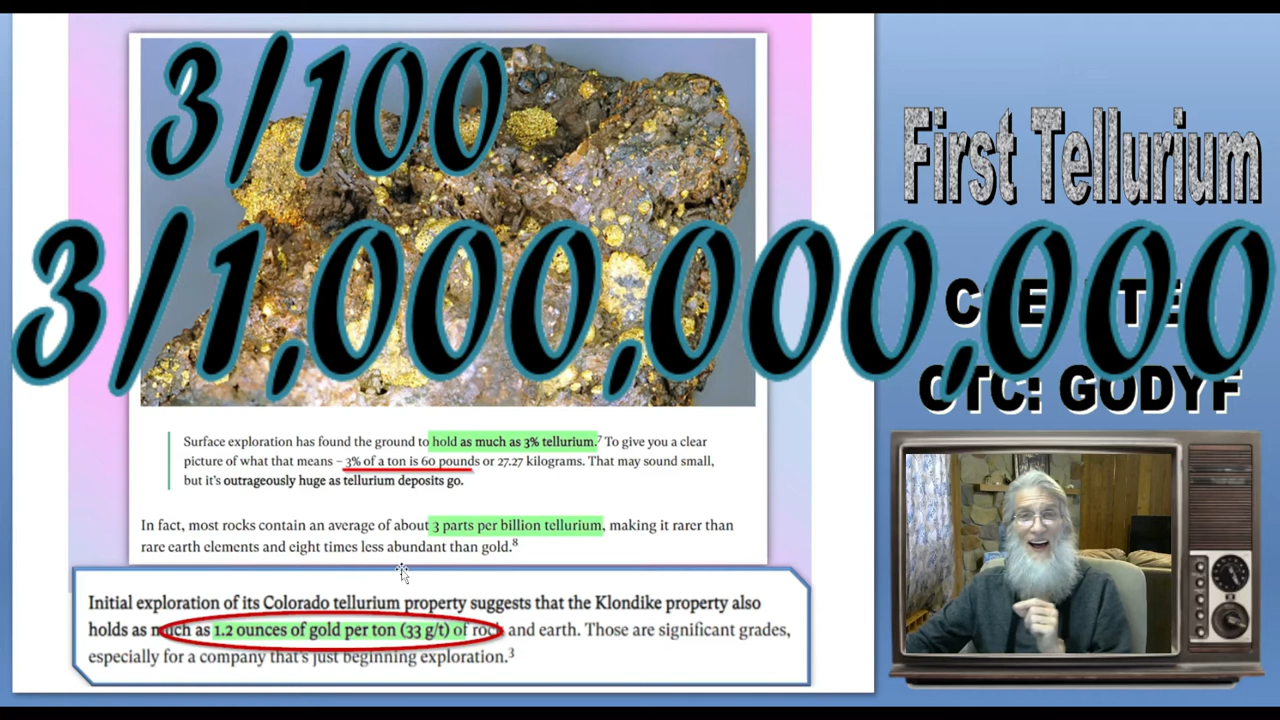 3/100
3/1,000,000,000
First Tellurium
OTC: GODYF
Surface exploration has found the ground to hold as much as 3% tellurium.7 To give you a clear
picture of what that means – 3% of a ton is 60 pounds or 27.27 kilograms. That may sound small,
but it's outrageously huge as tellurium deposits go.
In fact, most rocks contain an average of about 3 parts per billion tellurium, making it rarer than
rare earth elements and eight times less abundant than gold.8
Initial exploration of its Colorado tellurium property suggests that the Klondike property also
holds as much as 1.2 ounces of gold per ton (33 g/t) of rock and earth. Those are significant grades,
especially for a company that's just beginning exploration.3